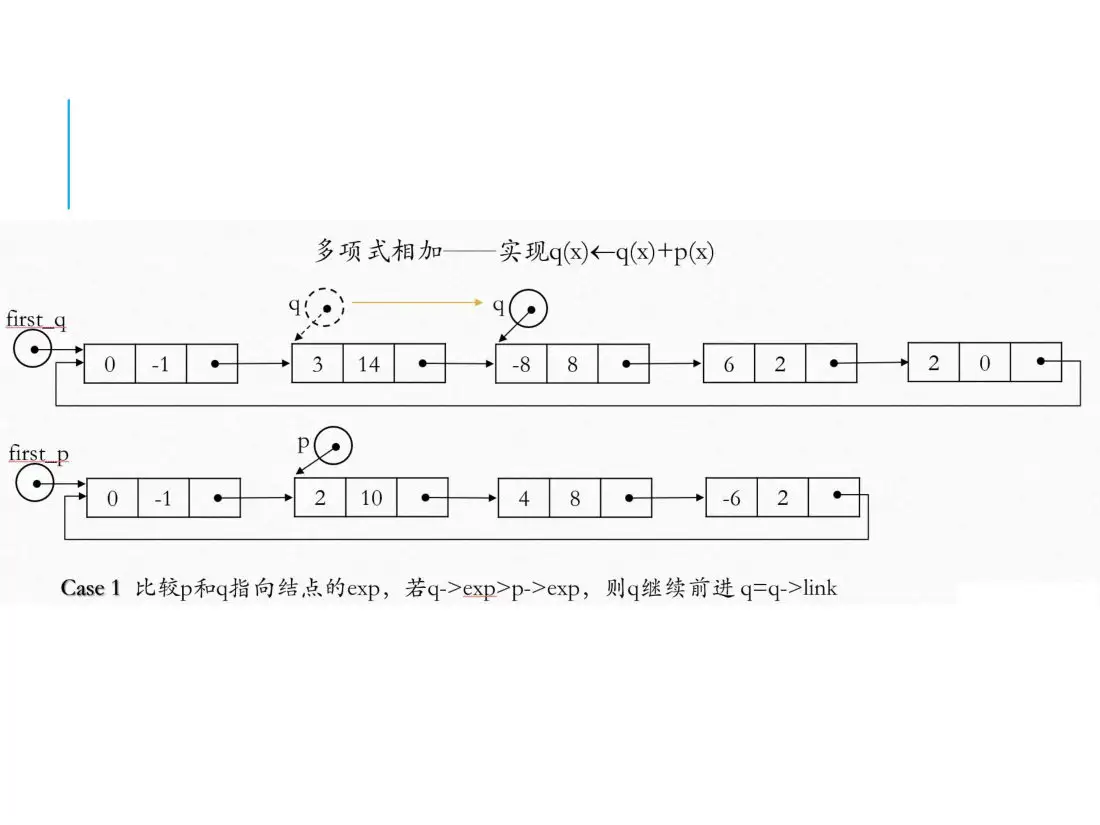 多项式相加——实现q(x)←q(x)+p(x)
q q
first_q
0 -1 3 14 -8 8 6 2 2 0
p
first_p
0 -1 2 10 4 8 -6 2
Case 1 比较p和q指向结点的exp，若q->exp>p->exp，则q继续前进 q=q->link